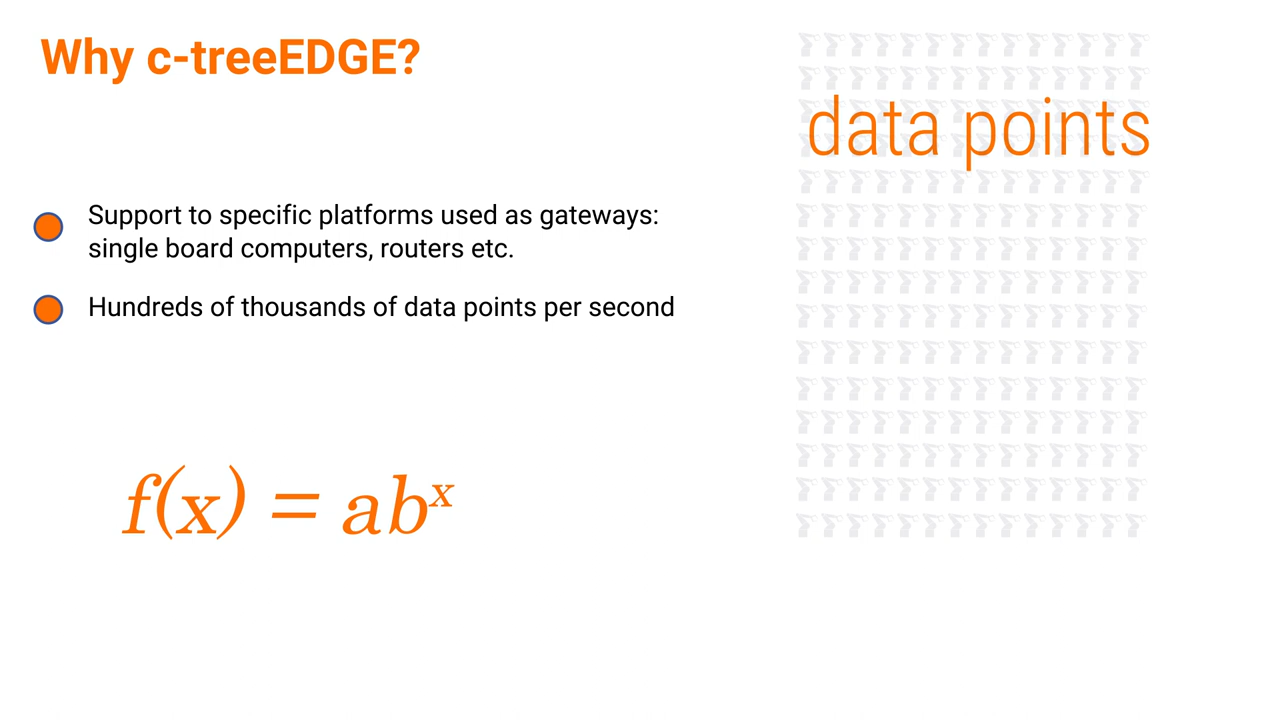 Why c-treeEDGE?
data points
Support to specific platforms used as gateways:
single board computers, routers etc.
Hundreds of thousands of data points per second
f(x) = abˣ